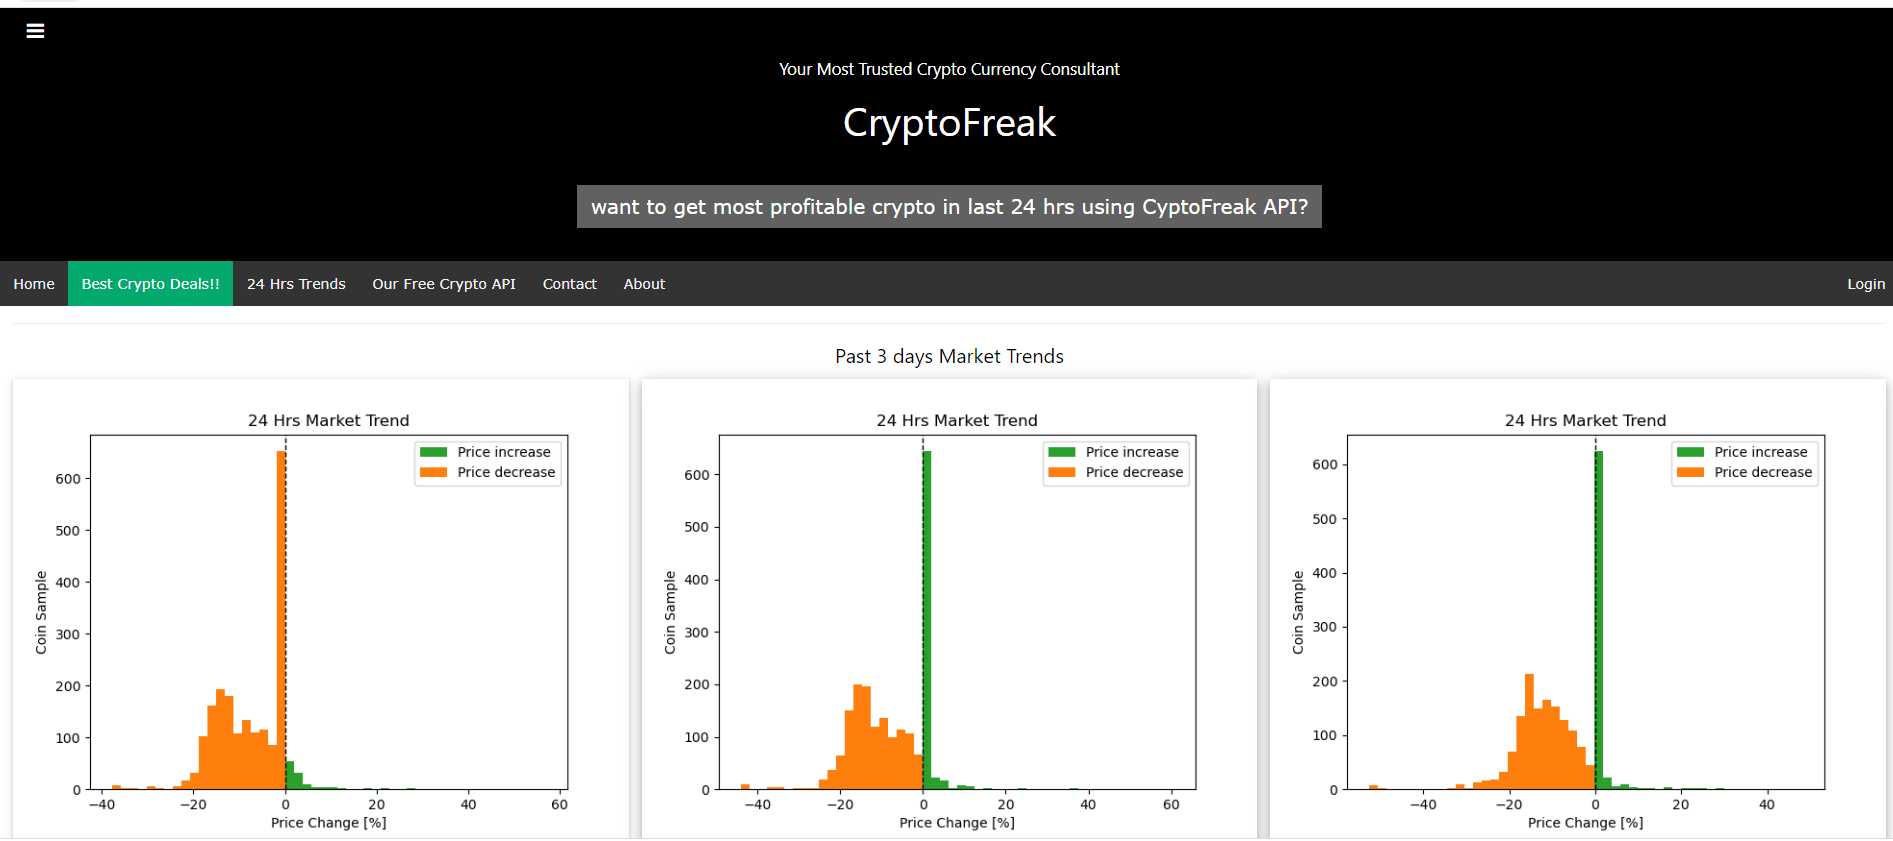 Your Most Trusted Crypto Currency Consultant
CryptoFreak
want to get most profitable crypto in last 24 hrs using CyptoFreak API?
Home Best Crypto Deals!! 24 Hrs Trends Our Free Crypto API Contact About Login
Past 3 days Market Trends
24 Hrs Market Trend
Price increase
Price decrease
Coin Sample
600
500
400
300
200
100
0
−40 −20 0 20 40 60
Price Change [%]
24 Hrs Market Trend
Price increase
Price decrease
Coin Sample
600
500
400
300
200
100
0
−40 −20 0 20 40 60
Price Change [%]
24 Hrs Market Trend
Price increase
Price decrease
Coin Sample
600
500
400
300
200
100
0
−40 −20 0 20 40
Price Change [%]